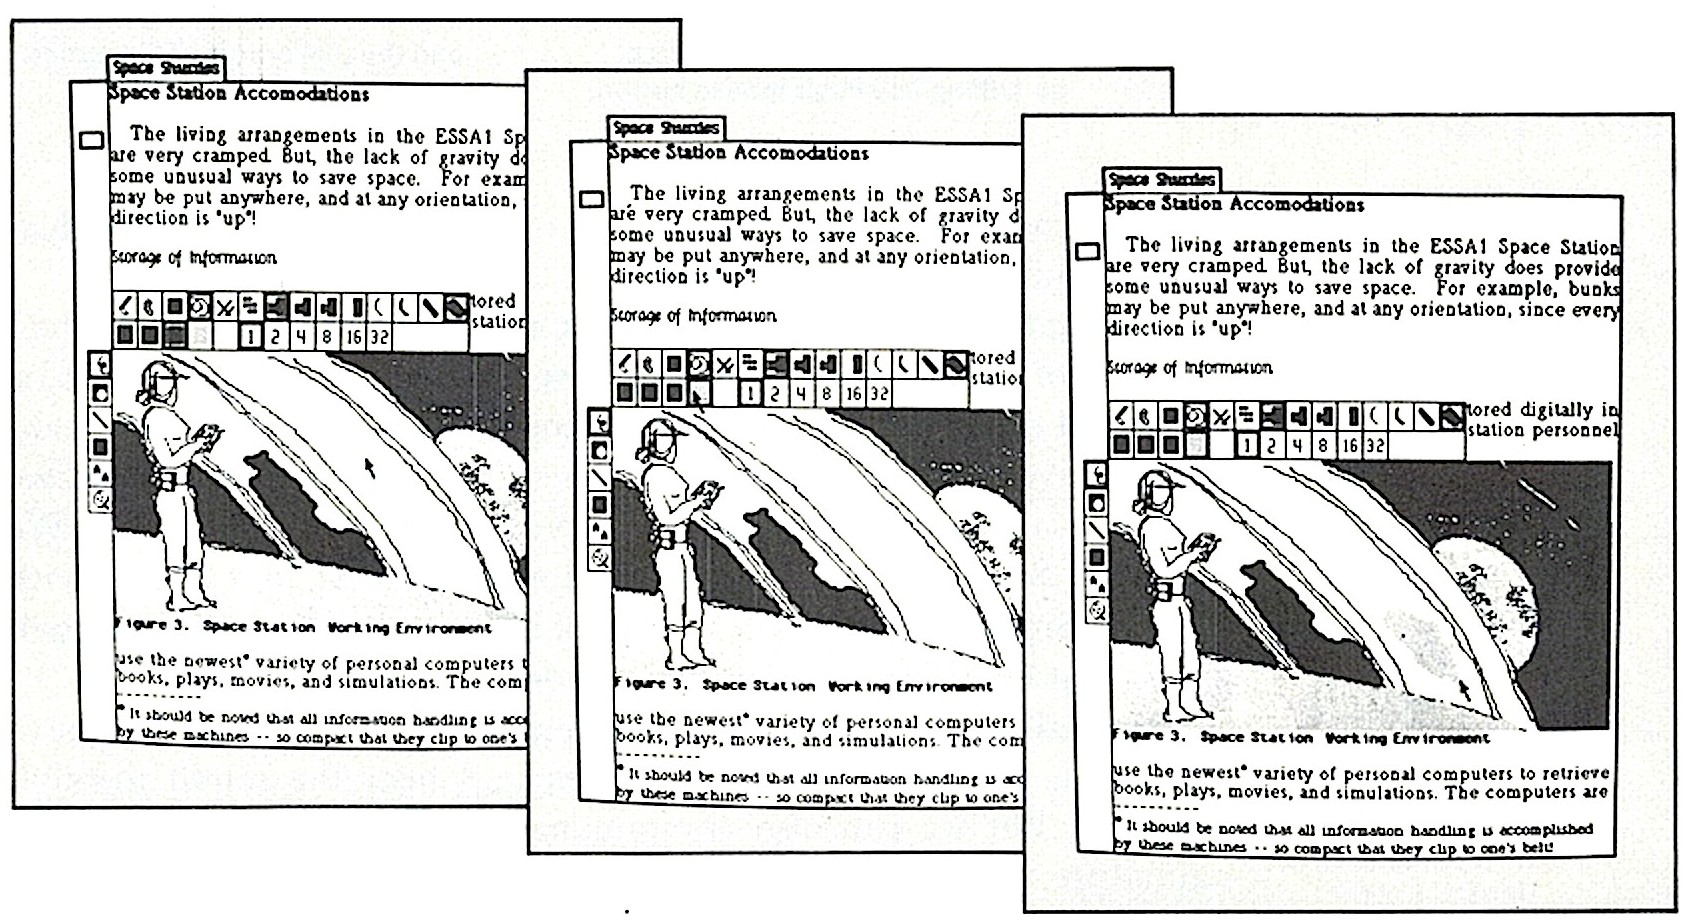 Space Shuttles
Space Station Accomodations
The living arrangements in the ESSA1 Sp
are very cramped. But, the lack of gravity do
some unusual ways to save space. For exam
may be put anywhere, and at any orientation,
direction is "up"!
Storage of Information
tored
station
1 2 4 8 16 32
Figure 3. Space Station Working Environment
use the newest* variety of personal computers t
books, plays, movies, and simulations. The com
* It should be noted that all information handling is acc
by these machines -- so compact that they clip to one's
Space Shuttles
Space Station Accomodations
The living arrangements in the ESSA1 Sp
are very cramped. But, the lack of gravity d
some unusual ways to save space. For exam
may be put anywhere, and at any orientation,
direction is "up"!
Storage of Information
tored
statio
1 2 4 8 16 32
Figure 3. Space Station Working Environment
use the newest* variety of personal computers
books, plays, movies, and simulations. The com
* It should be noted that all information handling is acc
by these machines -- so compact that they clip to one's
Space Shuttles
Space Station Accomodations
The living arrangements in the ESSA1 Space Station
are very cramped. But, the lack of gravity does provide
some unusual ways to save space. For example, bunks
may be put anywhere, and at any orientation, since every
direction is "up"!
Storage of Information
tored digitally in
station personnel
1 2 4 8 16 32
Figure 3. Space Station Working Environment
use the newest* variety of personal computers to retrieve
books, plays, movies, and simulations. The computers are
* It should be noted that all information handling is accomplished
by these machines -- so compact that they clip to one's belt!